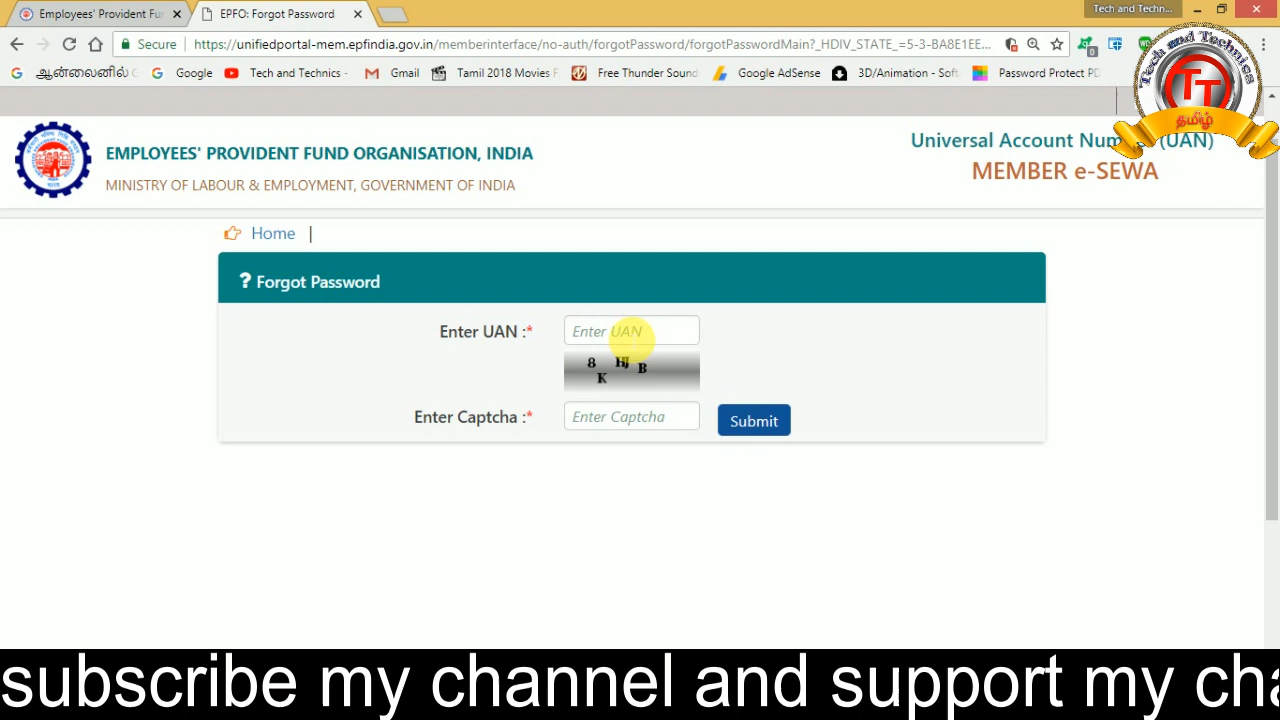 Employees' Provident Fu
EPFO: Forgot Password
Tech and Techn...
Secure
https://unifiedportal-mem.epfindia.gov.in/memberinterface/no-auth/forgotPassword/forgotPasswordMain?_HDIV_STATE_=5-3-BA8E1EE...
ஆன்லைனில் G
Google
Tech and Technics -
Gmail
Tamil 2018 Movies F
Free Thunder Sound
Google AdSense
3D/Animation - Soft
Password Protect PD
Tech and Technics
TT
தமிழ்
EMPLOYEES' PROVIDENT FUND ORGANISATION, INDIA
MINISTRY OF LABOUR & EMPLOYMENT, GOVERNMENT OF INDIA
Universal Account Num (UAN)
MEMBER e-SEWA
Home |
? Forgot Password
Enter UAN :*
Enter UAN
8 K H J B
Enter Captcha :*
Enter Captcha
Submit
subscribe my channel and support my cha